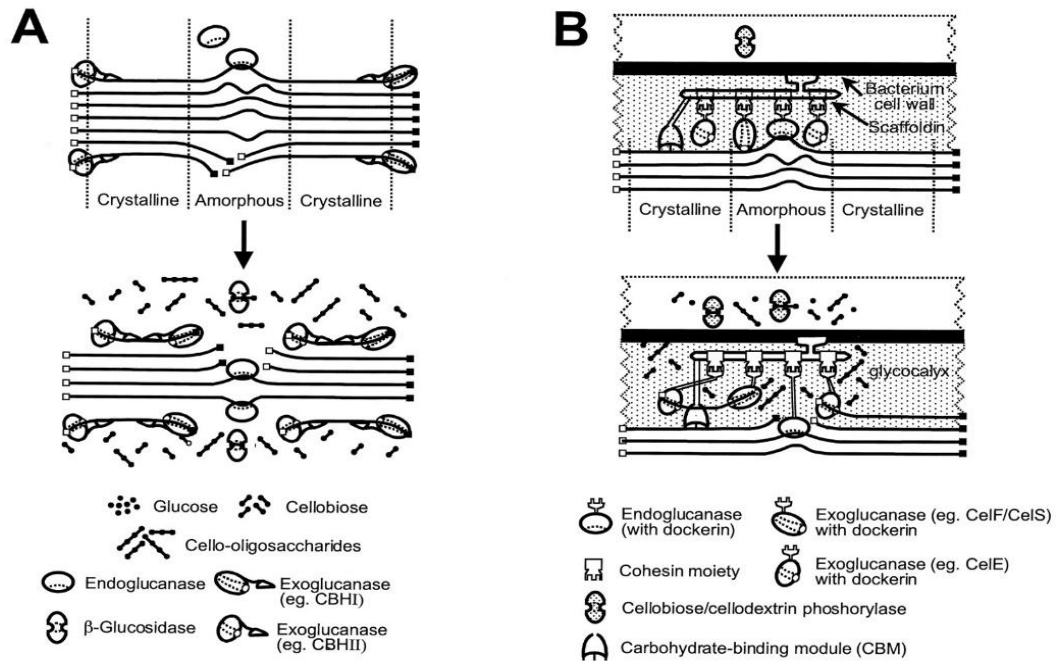 A
Crystalline Amorphous Crystalline
Glucose Cellobiose
Cello-oligosaccharides
Endoglucanase
Exoglucanase
(eg. CBHI)
β-Glucosidase
Exoglucanase
(eg. CBHII)
B
Bacterium
cell wall
Scaffoldin
Crystalline Amorphous Crystalline
glycocalyx
Endoglucanase
(with dockerin)
Exoglucanase (eg. CelF/CelS)
with dockerin
Cohesin moiety
Exoglucanase (eg. CelE)
with dockerin
Cellobiose/cellodextrin phoshorylase
Carbohydrate-binding module (CBM)